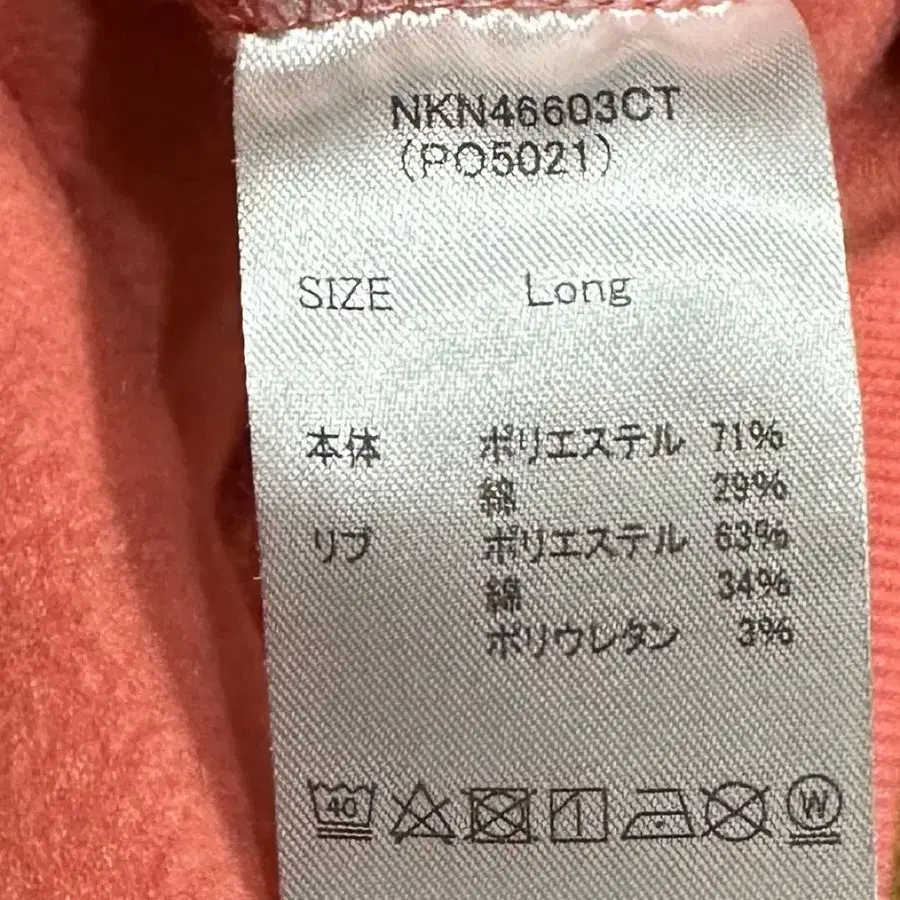 NKN46603CT
(PO5021)
SIZE Long
本体 ポリエステル 71%
綿 29%
リブ ポリエステル 63%
綿 34%
ポリウレタン 3%
40 W